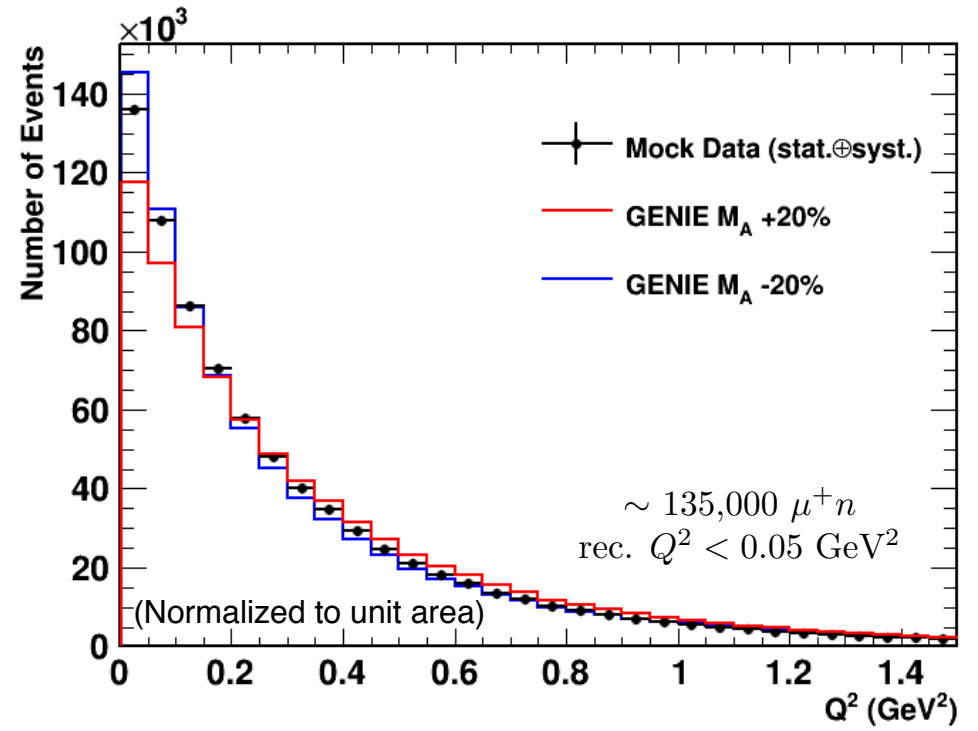 ×10³
Number of Events
140
120
100
80
60
40
20
0
Mock Data (stat.⊕syst.)
GENIE M_A +20%
GENIE M_A -20%
∼ 135,000 μ⁺n
rec. Q² < 0.05 GeV²
(Normalized to unit area)
0 0.2 0.4 0.6 0.8 1 1.2 1.4
Q² (GeV²)